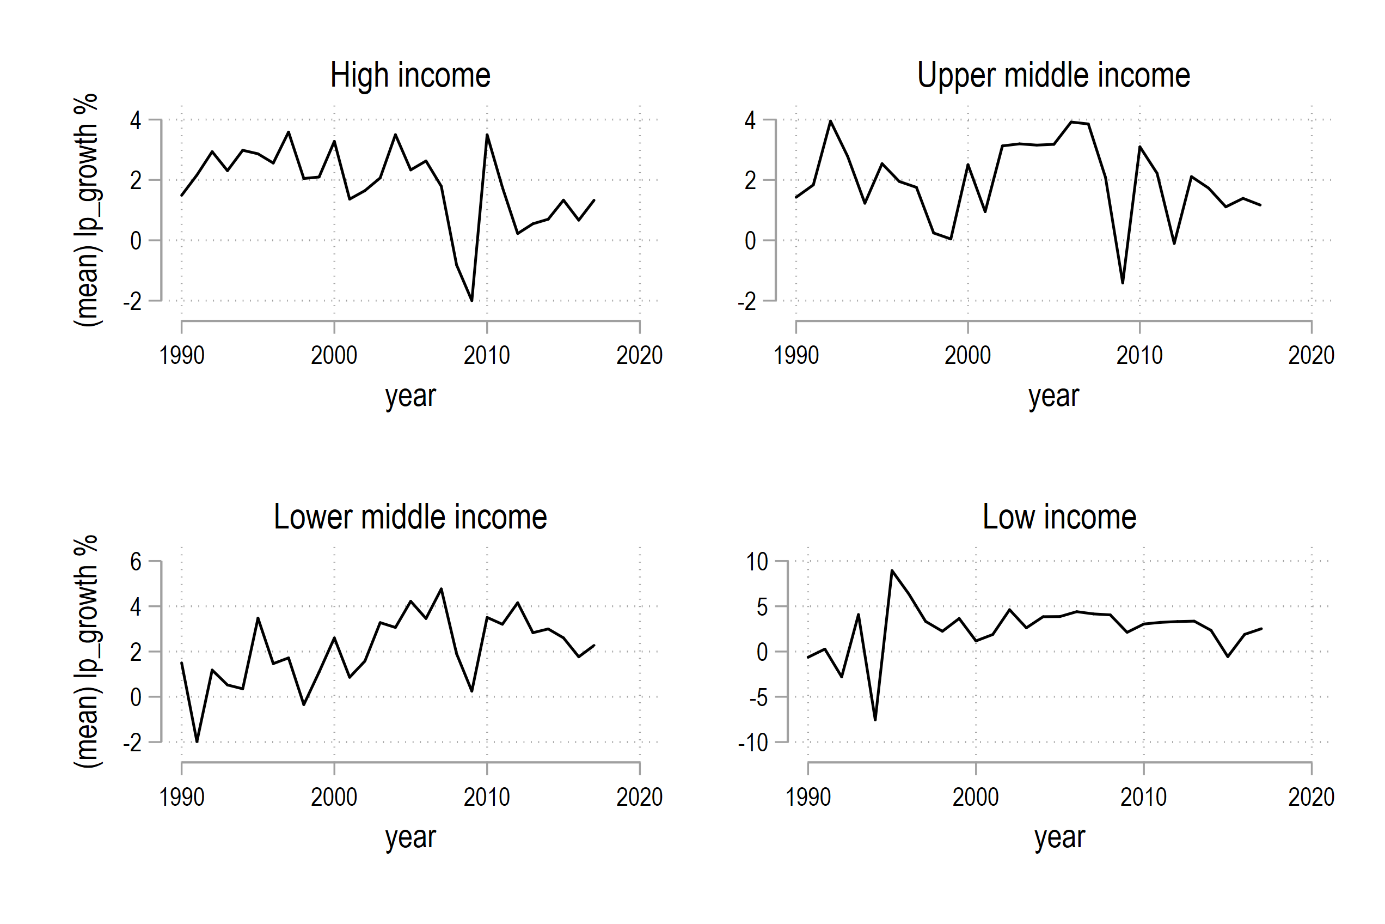 High income
Upper middle income
(mean) lp_growth %
4
2
0
-2
1990 2000 2010 2020
year
4
2
0
-2
1990 2000 2010 2020
year
Lower middle income
Low income
(mean) lp_growth %
6
4
2
0
-2
1990 2000 2010 2020
year
10
5
0
-5
-10
1990 2000 2010 2020
year